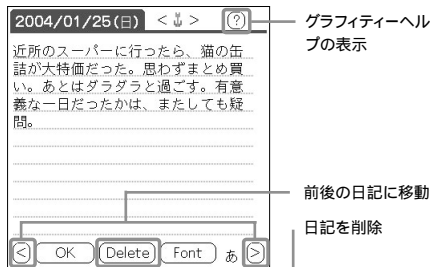 2004/01/25(日) < > ?
グラフィティーヘル
プの表示
近所のスーパーに行ったら、猫の缶
詰が大特価だった。思わずまとめ買
い。あとはダラダラと過ごす。有意
義な一日だったかは、またしても疑
問。
前後の日記に移動
日記を削除
< OK Delete Font あ >